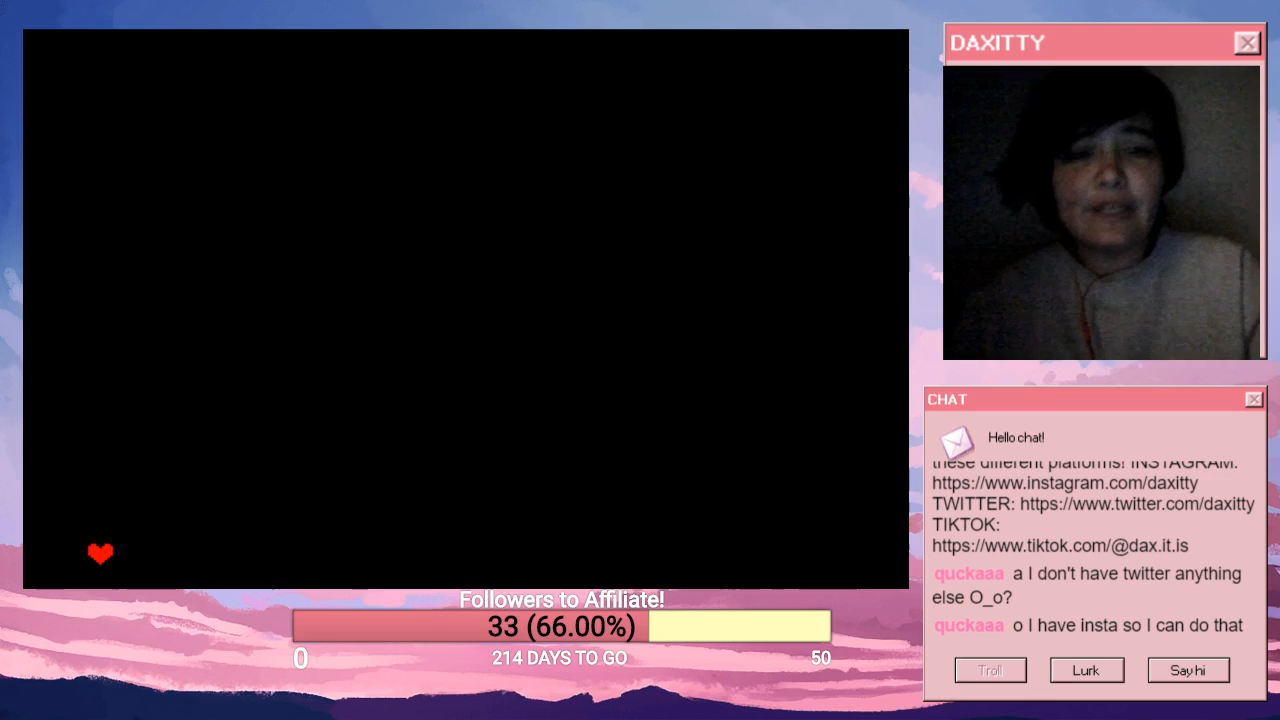 DAXITTY
CHAT
Hello chat!
these different platforms! INSTAGRAM:
https://www.instagram.com/daxitty
TWITTER: https://www.twitter.com/daxitty
TIKTOK:
https://www.tiktok.com/@dax.it.is
quckaaa a I don't have twitter anything
else O_o?
quckaaa o I have insta so I can do that
Troll
Lurk
Say hi
Followers to Affiliate!
33 (66.00%)
0
214 DAYS TO GO
50